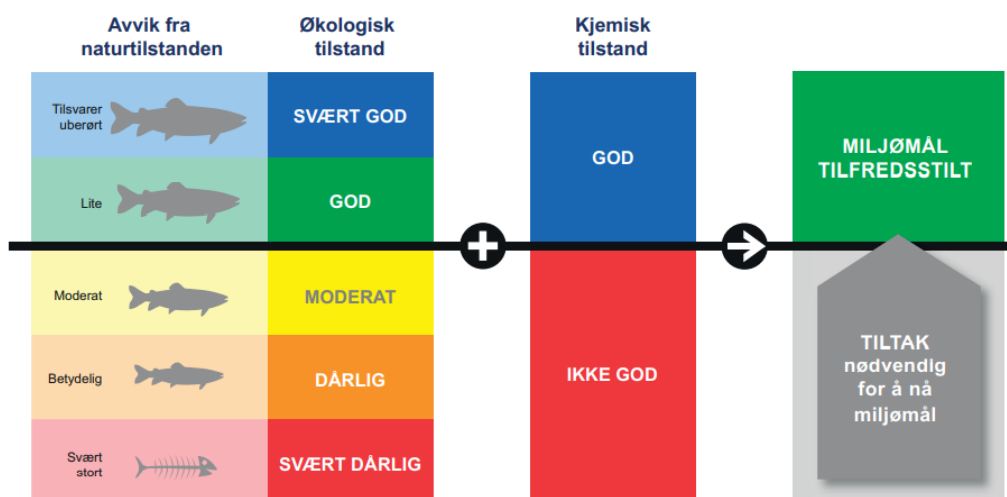 Avvik fra
naturtilstanden
Økologisk
tilstand
Kjemisk
tilstand
Tilsvarer
uberørt
SVÆRT GOD
Lite
GOD
Moderat
MODERAT
Betydelig
DÅRLIG
Svært
stort
SVÆRT DÅRLIG
GOD
IKKE GOD
MILJØMÅL
TILFREDSSTILT
TILTAK
nødvendig
for å nå
miljømål